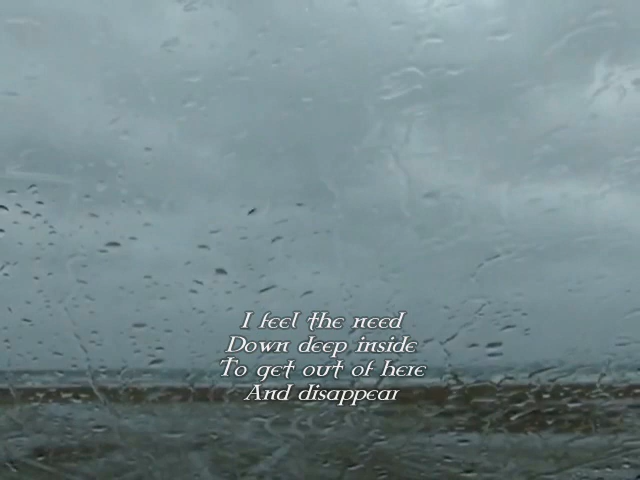 I feel the need
Down deep inside
To get out of here
And disappear